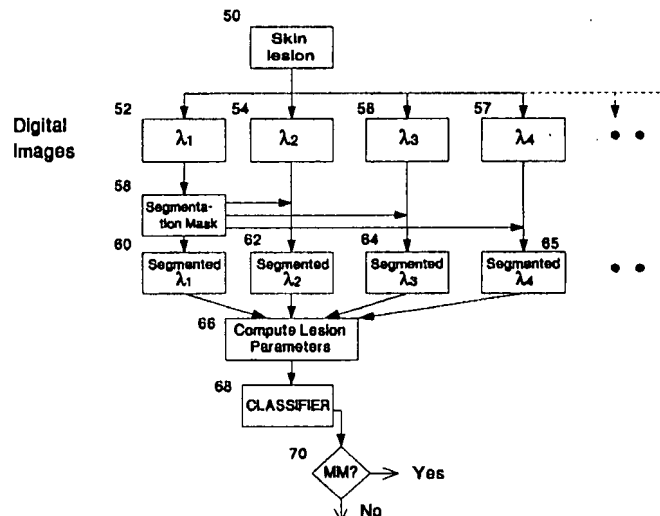 50
Skin
lesion
52
54
58
57
Digital
Images
λ1
λ2
λ3
λ4
58
Segmenta-
tion Mask
60
62
64
65
Segmented
λ1
Segmented
λ2
Segmented
λ3
Segmented
λ4
66
Compute Lesion
Parameters
68
CLASSIFIER
70
MM?
Yes
No